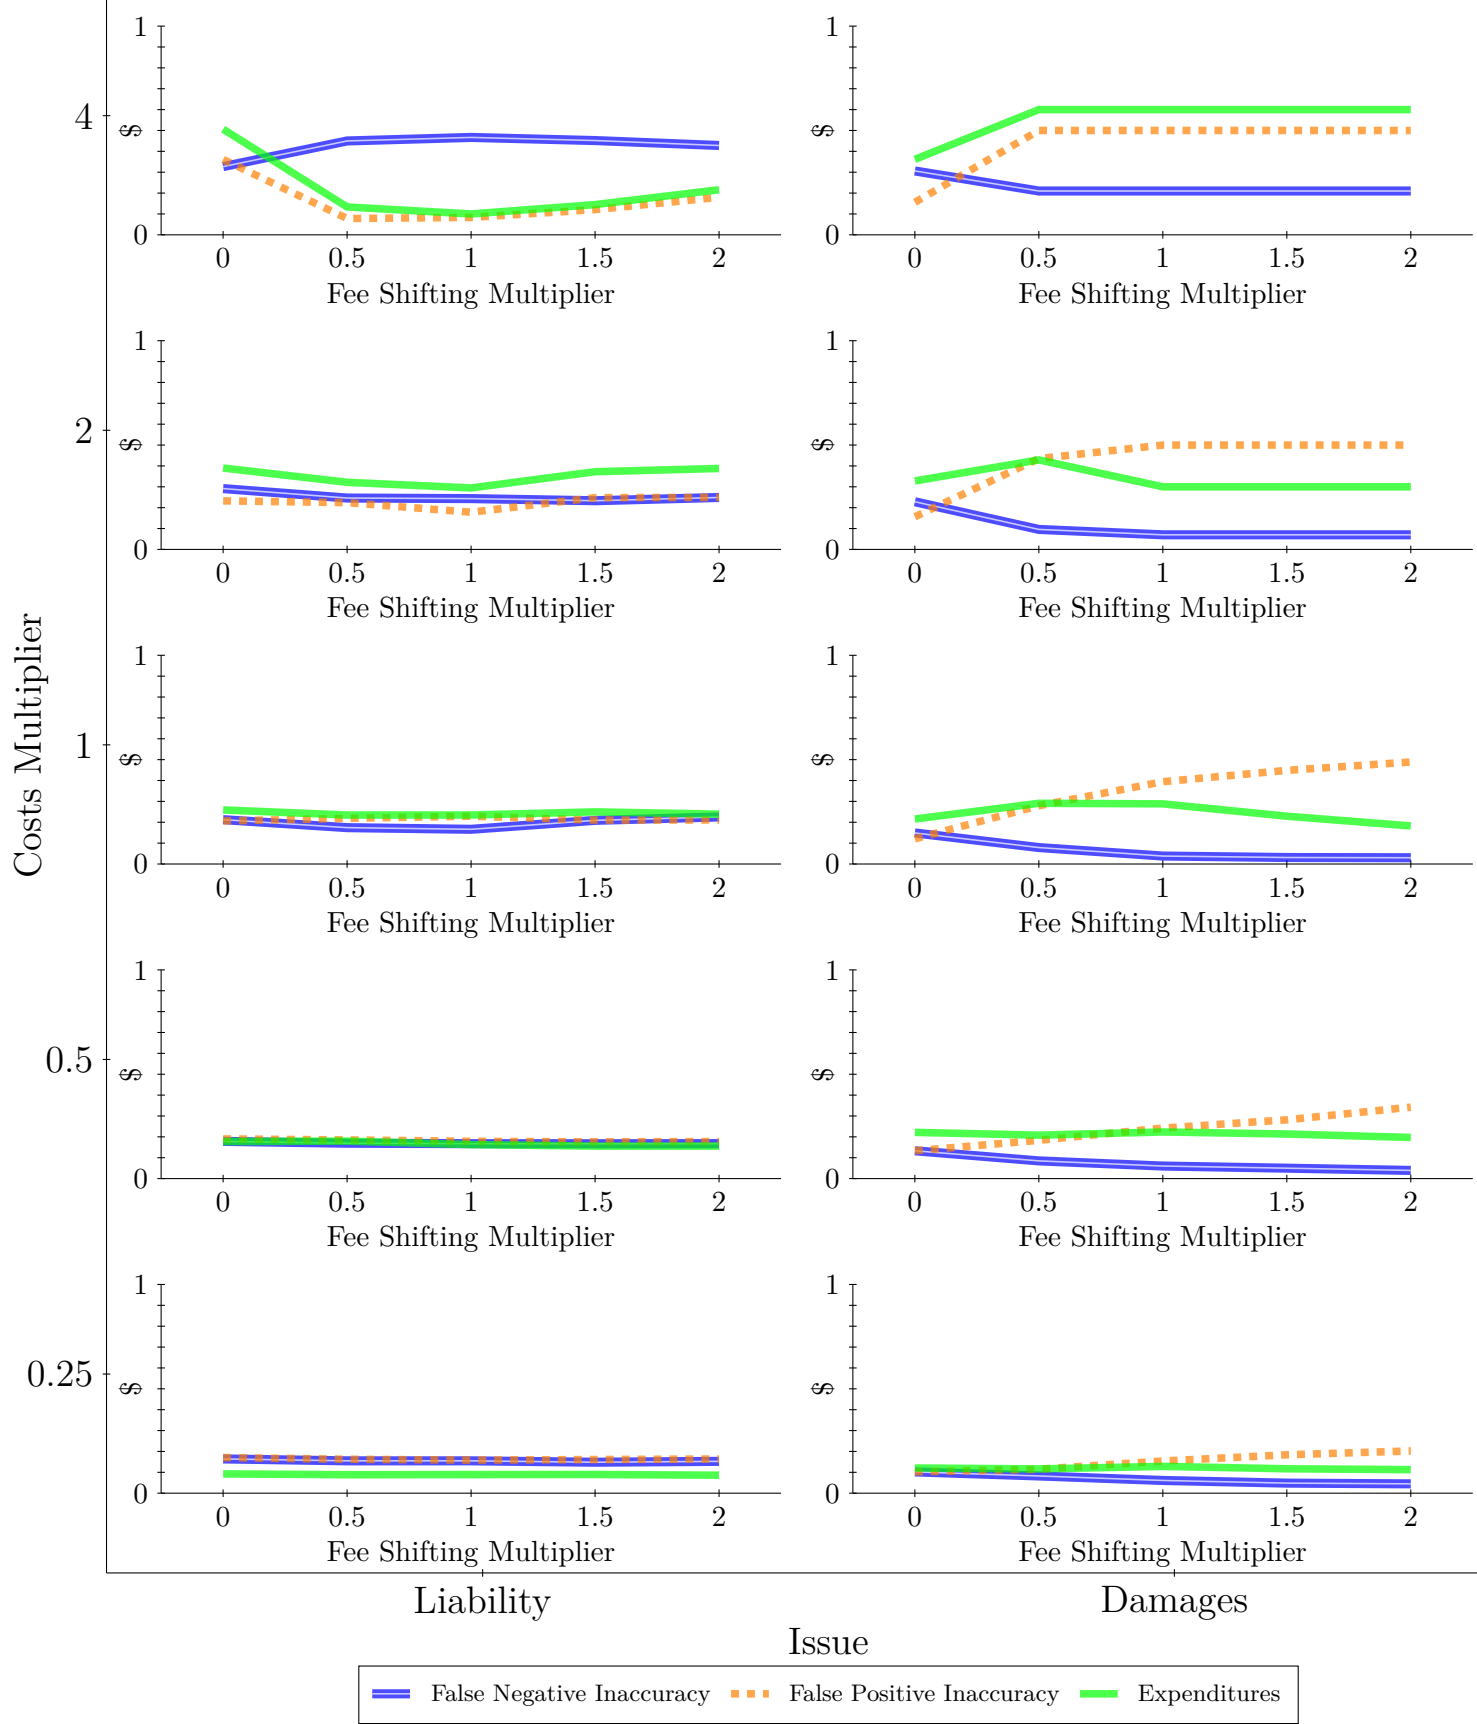 Costs Multiplier
4
1
$
0
0 0.5 1 1.5 2
Fee Shifting Multiplier
1
$
0
0 0.5 1 1.5 2
Fee Shifting Multiplier
2
1
$
0
0 0.5 1 1.5 2
Fee Shifting Multiplier
1
$
0
0 0.5 1 1.5 2
Fee Shifting Multiplier
1
1
$
0
0 0.5 1 1.5 2
Fee Shifting Multiplier
1
$
0
0 0.5 1 1.5 2
Fee Shifting Multiplier
0.5
1
$
0
0 0.5 1 1.5 2
Fee Shifting Multiplier
1
$
0
0 0.5 1 1.5 2
Fee Shifting Multiplier
0.25
1
$
0
0 0.5 1 1.5 2
Fee Shifting Multiplier
1
$
0
0 0.5 1 1.5 2
Fee Shifting Multiplier
Liability Damages
Issue
False Negative Inaccuracy False Positive Inaccuracy Expenditures